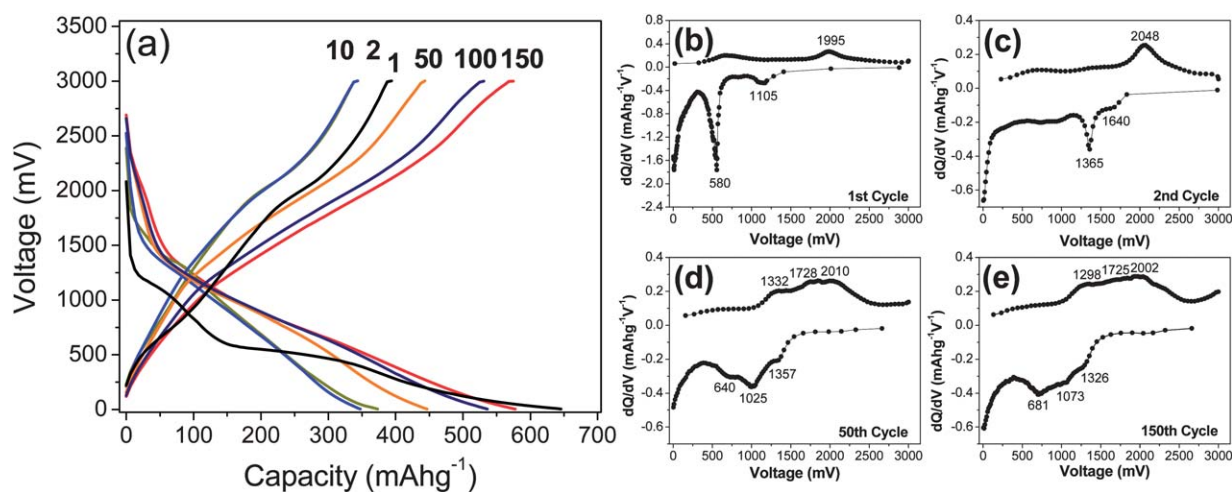 (a)
10 2 1 50 100 150
3500
3000
2500
2000
1500
1000
500
0
Voltage (mV)
0 100 200 300 400 500 600 700
Capacity (mAhg⁻¹)
(b)
1995
1105
580
1st Cycle
0.8
0.4
0.0
-0.4
-0.8
-1.2
-1.6
-2.0
-2.4
dQ/dV (mAhg⁻¹V⁻¹)
0 500 1000 1500 2000 2500 3000
Voltage (mV)
(c)
2048
1640
1365
2nd Cycle
0.4
0.2
0.0
-0.2
-0.4
-0.6
dQ/dV (mAhg⁻¹V⁻¹)
0 500 1000 1500 2000 2500 3000
Voltage (mV)
(d)
1332 1728 2010
1357
640
1025
50th Cycle
0.6
0.4
0.2
0.0
-0.2
-0.4
-0.6
dQ/dV (mAhg⁻¹V⁻¹)
0 500 1000 1500 2000 2500 3000
Voltage (mV)
(e)
1298 1725 2002
1326
1073
681
150th Cycle
0.6
0.4
0.2
0.0
-0.2
-0.4
-0.6
dQ/dV (mAhg⁻¹V⁻¹)
0 500 1000 1500 2000 2500 3000
Voltage (mV)